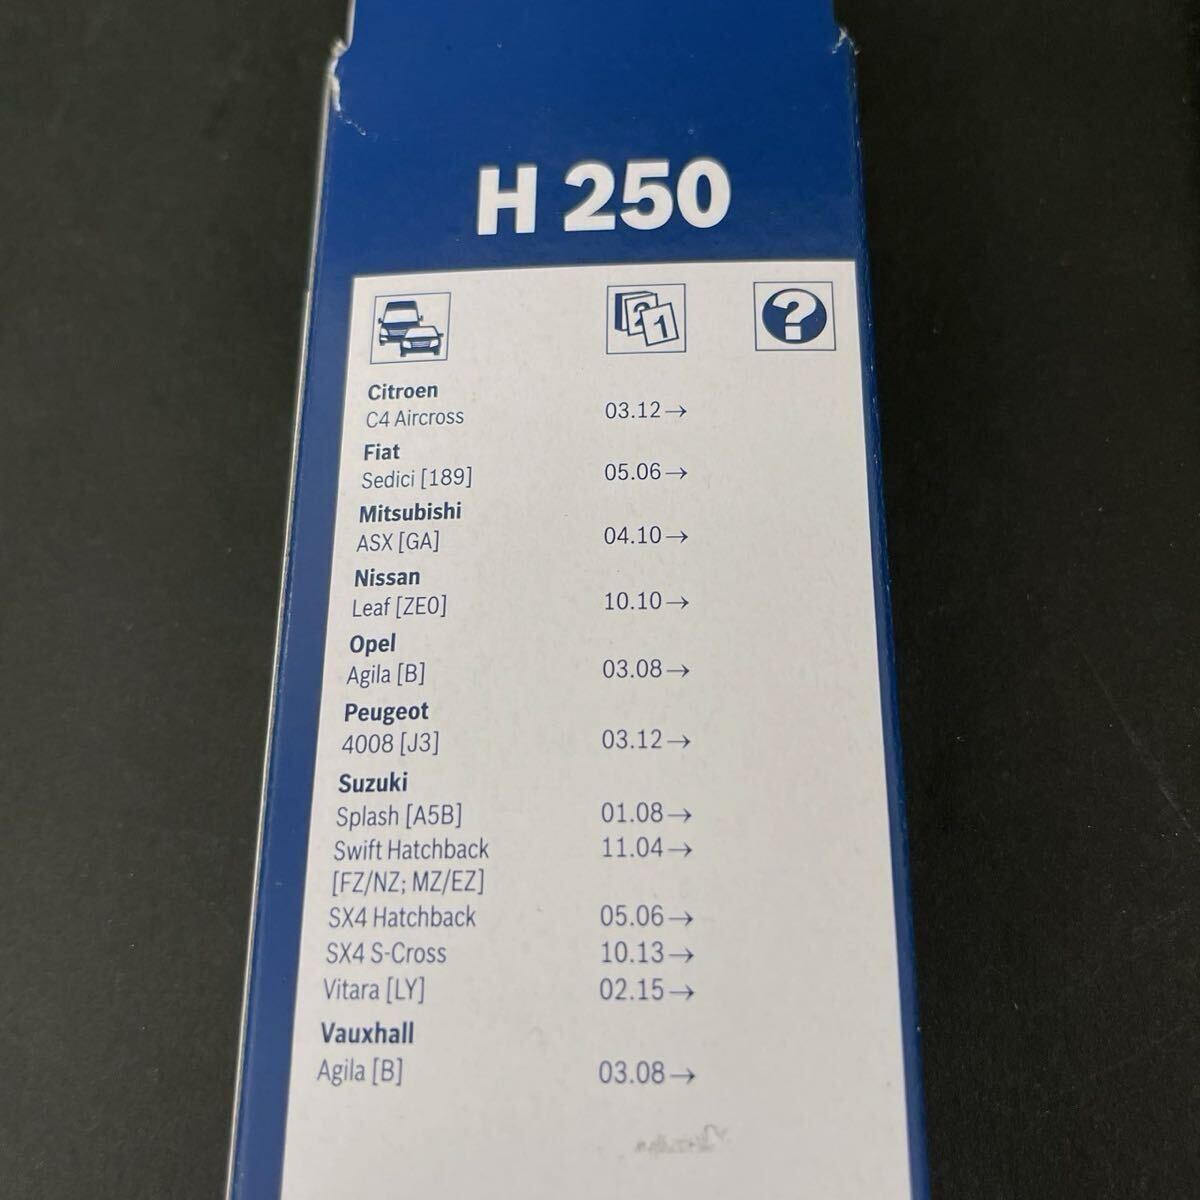 H 250
2 1
?
Citroen
C4 Aircross 03.12→
Fiat
Sedici [189] 05.06→
Mitsubishi
ASX [GA] 04.10→
Nissan
Leaf [ZE0] 10.10→
Opel
Agila [B] 03.08→
Peugeot
4008 [J3] 03.12→
Suzuki
Splash [A5B] 01.08→
Swift Hatchback 11.04→
[FZ/NZ; MZ/EZ]
SX4 Hatchback 05.06→
SX4 S-Cross 10.13→
Vitara [LY] 02.15→
Vauxhall
Agila [B] 03.08→